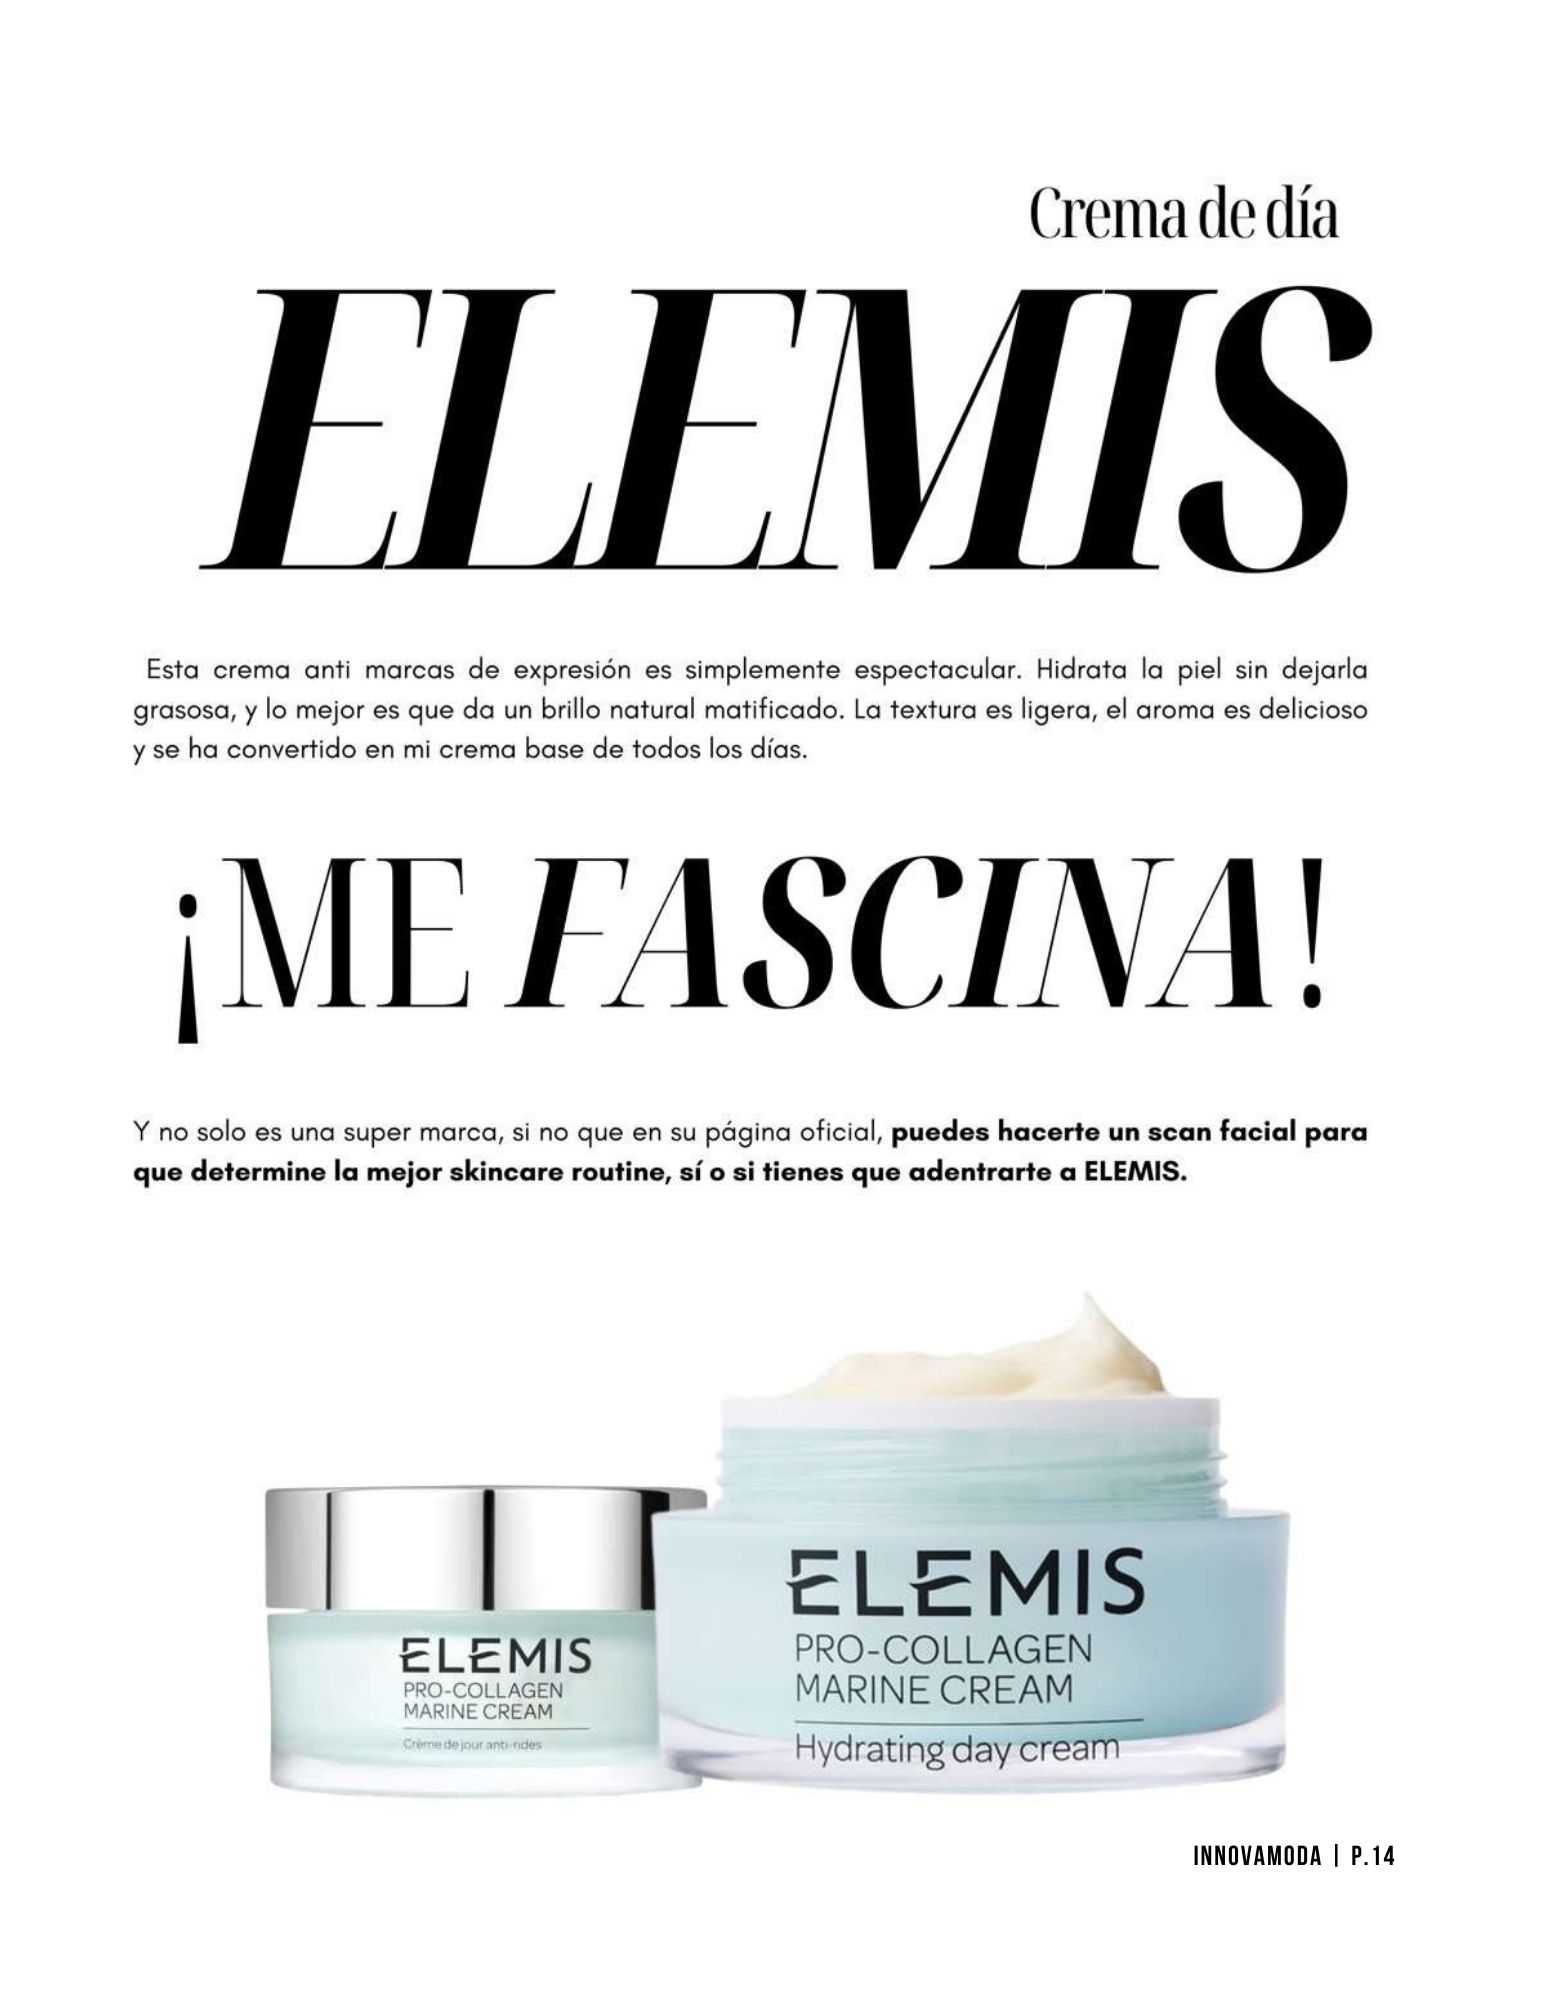 Crema de día
ELEMIS
Esta crema anti marcas de expresión es simplemente espectacular. Hidrata la piel sin dejarla
grasosa, y lo mejor es que da un brillo natural matificado. La textura es ligera, el aroma es delicioso
y se ha convertido en mi crema base de todos los días.
¡ME FASCINA!
Y no solo es una super marca, si no que en su página oficial, puedes hacerte un scan facial para
que determine la mejor skincare routine, sí o si tienes que adentrarte a ELEMIS.
ELEMIS
PRO-COLLAGEN
MARINE CREAM
Crème de jour anti-rides
ELEMIS
PRO-COLLAGEN
MARINE CREAM
Hydrating day cream
INNOVAMODA | P.14